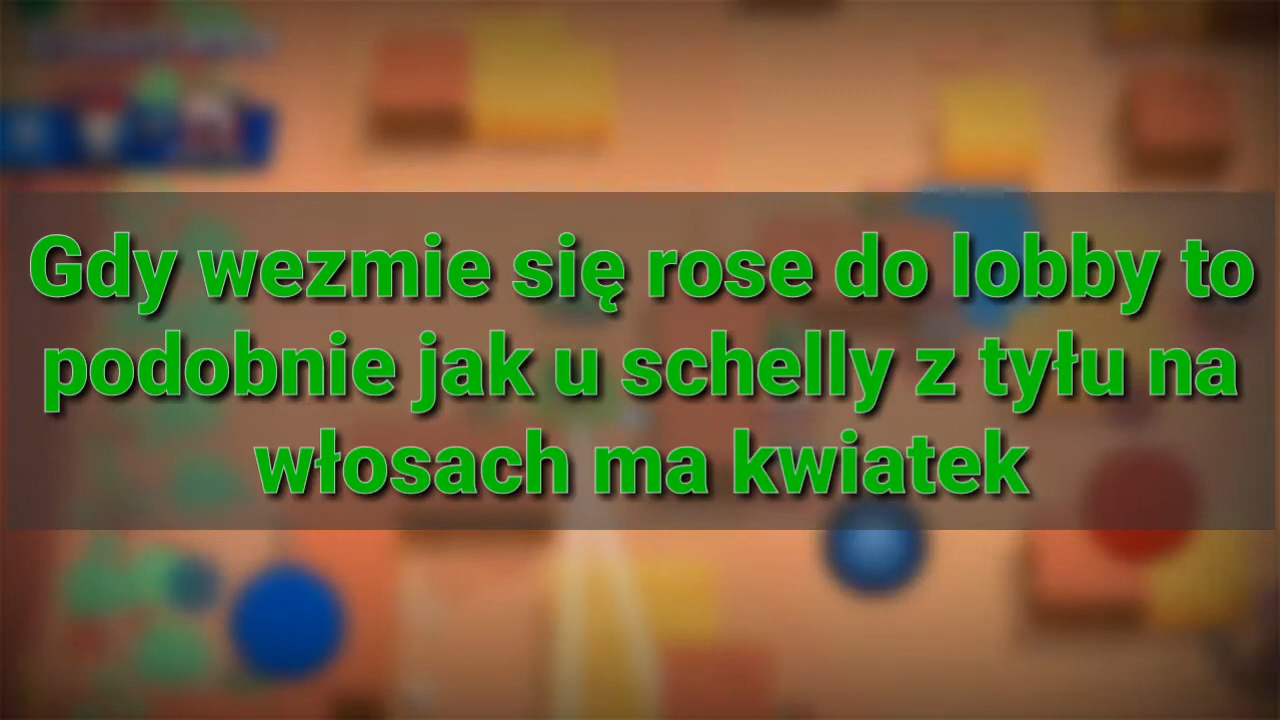 Gdy wezmie się rose do lobby to
podobnie jak u schelly z tyłu na
włosach ma kwiatek